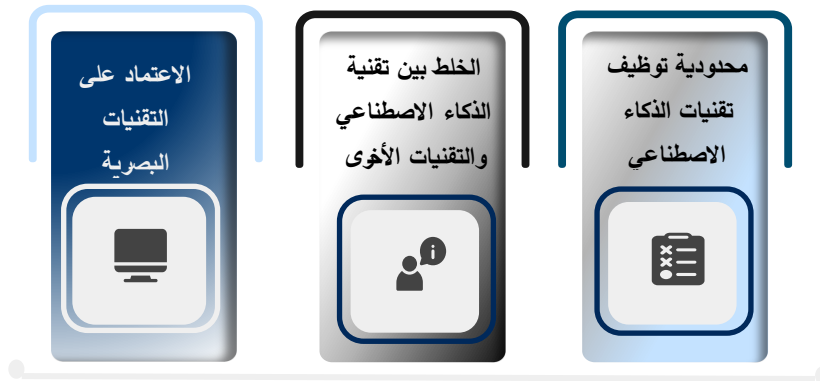 محدودية توظيف
تقنيات الذكاء
الاصطناعي
الخلط بين تقنية
الذكاء الاصطناعي
والتقنيات الأخرى
الاعتماد على
التقنيات
البصرية